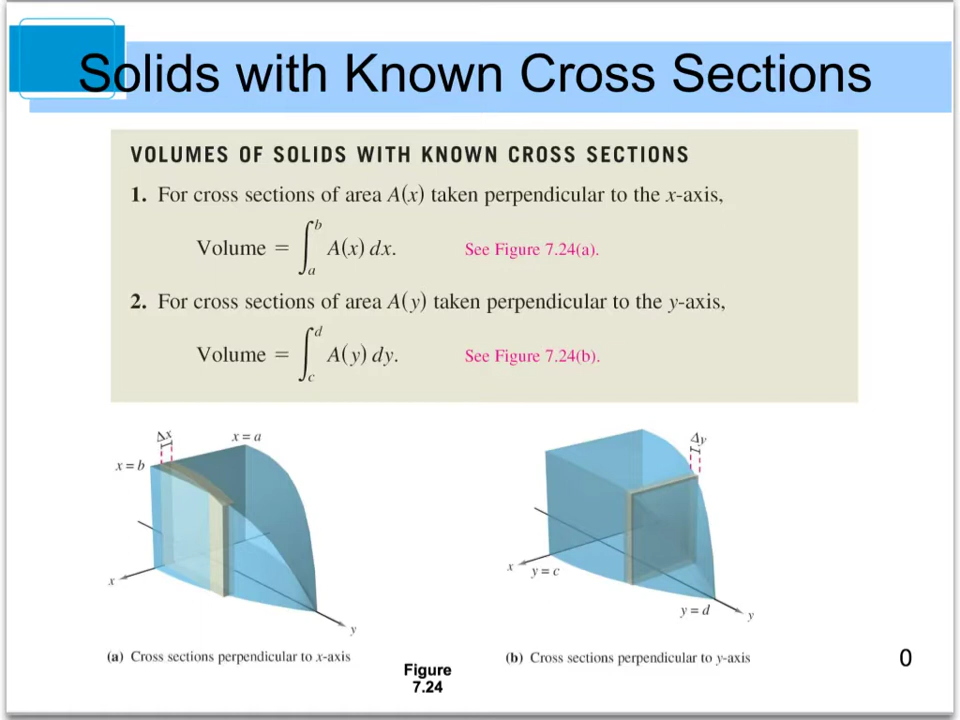 Solids with Known Cross Sections
VOLUMES OF SOLIDS WITH KNOWN CROSS SECTIONS
1. For cross sections of area A(x) taken perpendicular to the x-axis,
Volume = ∫_a^b A(x) dx. See Figure 7.24(a).
2. For cross sections of area A(y) taken perpendicular to the y-axis,
Volume = ∫_c^d A(y) dy. See Figure 7.24(b).
Δx
x = a
x = b
x
y
(a) Cross sections perpendicular to x-axis
Figure
7.24
Δy
x
y = c
y = d
y
(b) Cross sections perpendicular to y-axis
0